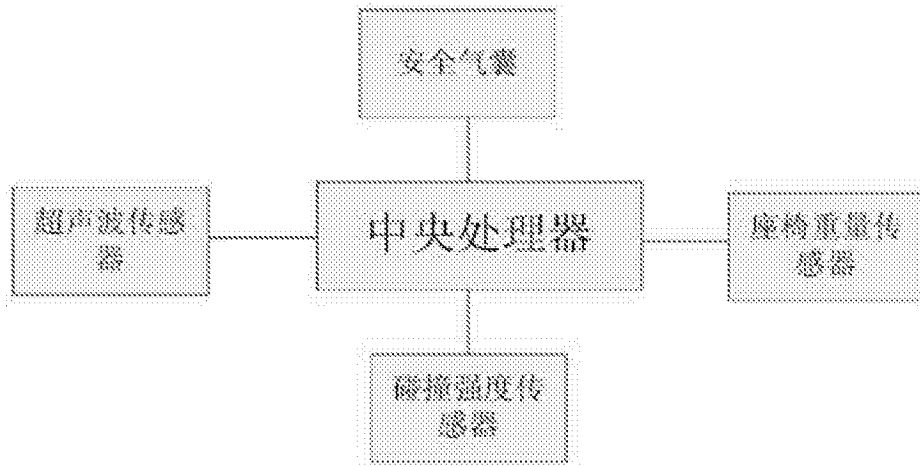 安全气囊
超声波传感
器
中央处理器
座椅重量传
感器
碰撞强度传
感器